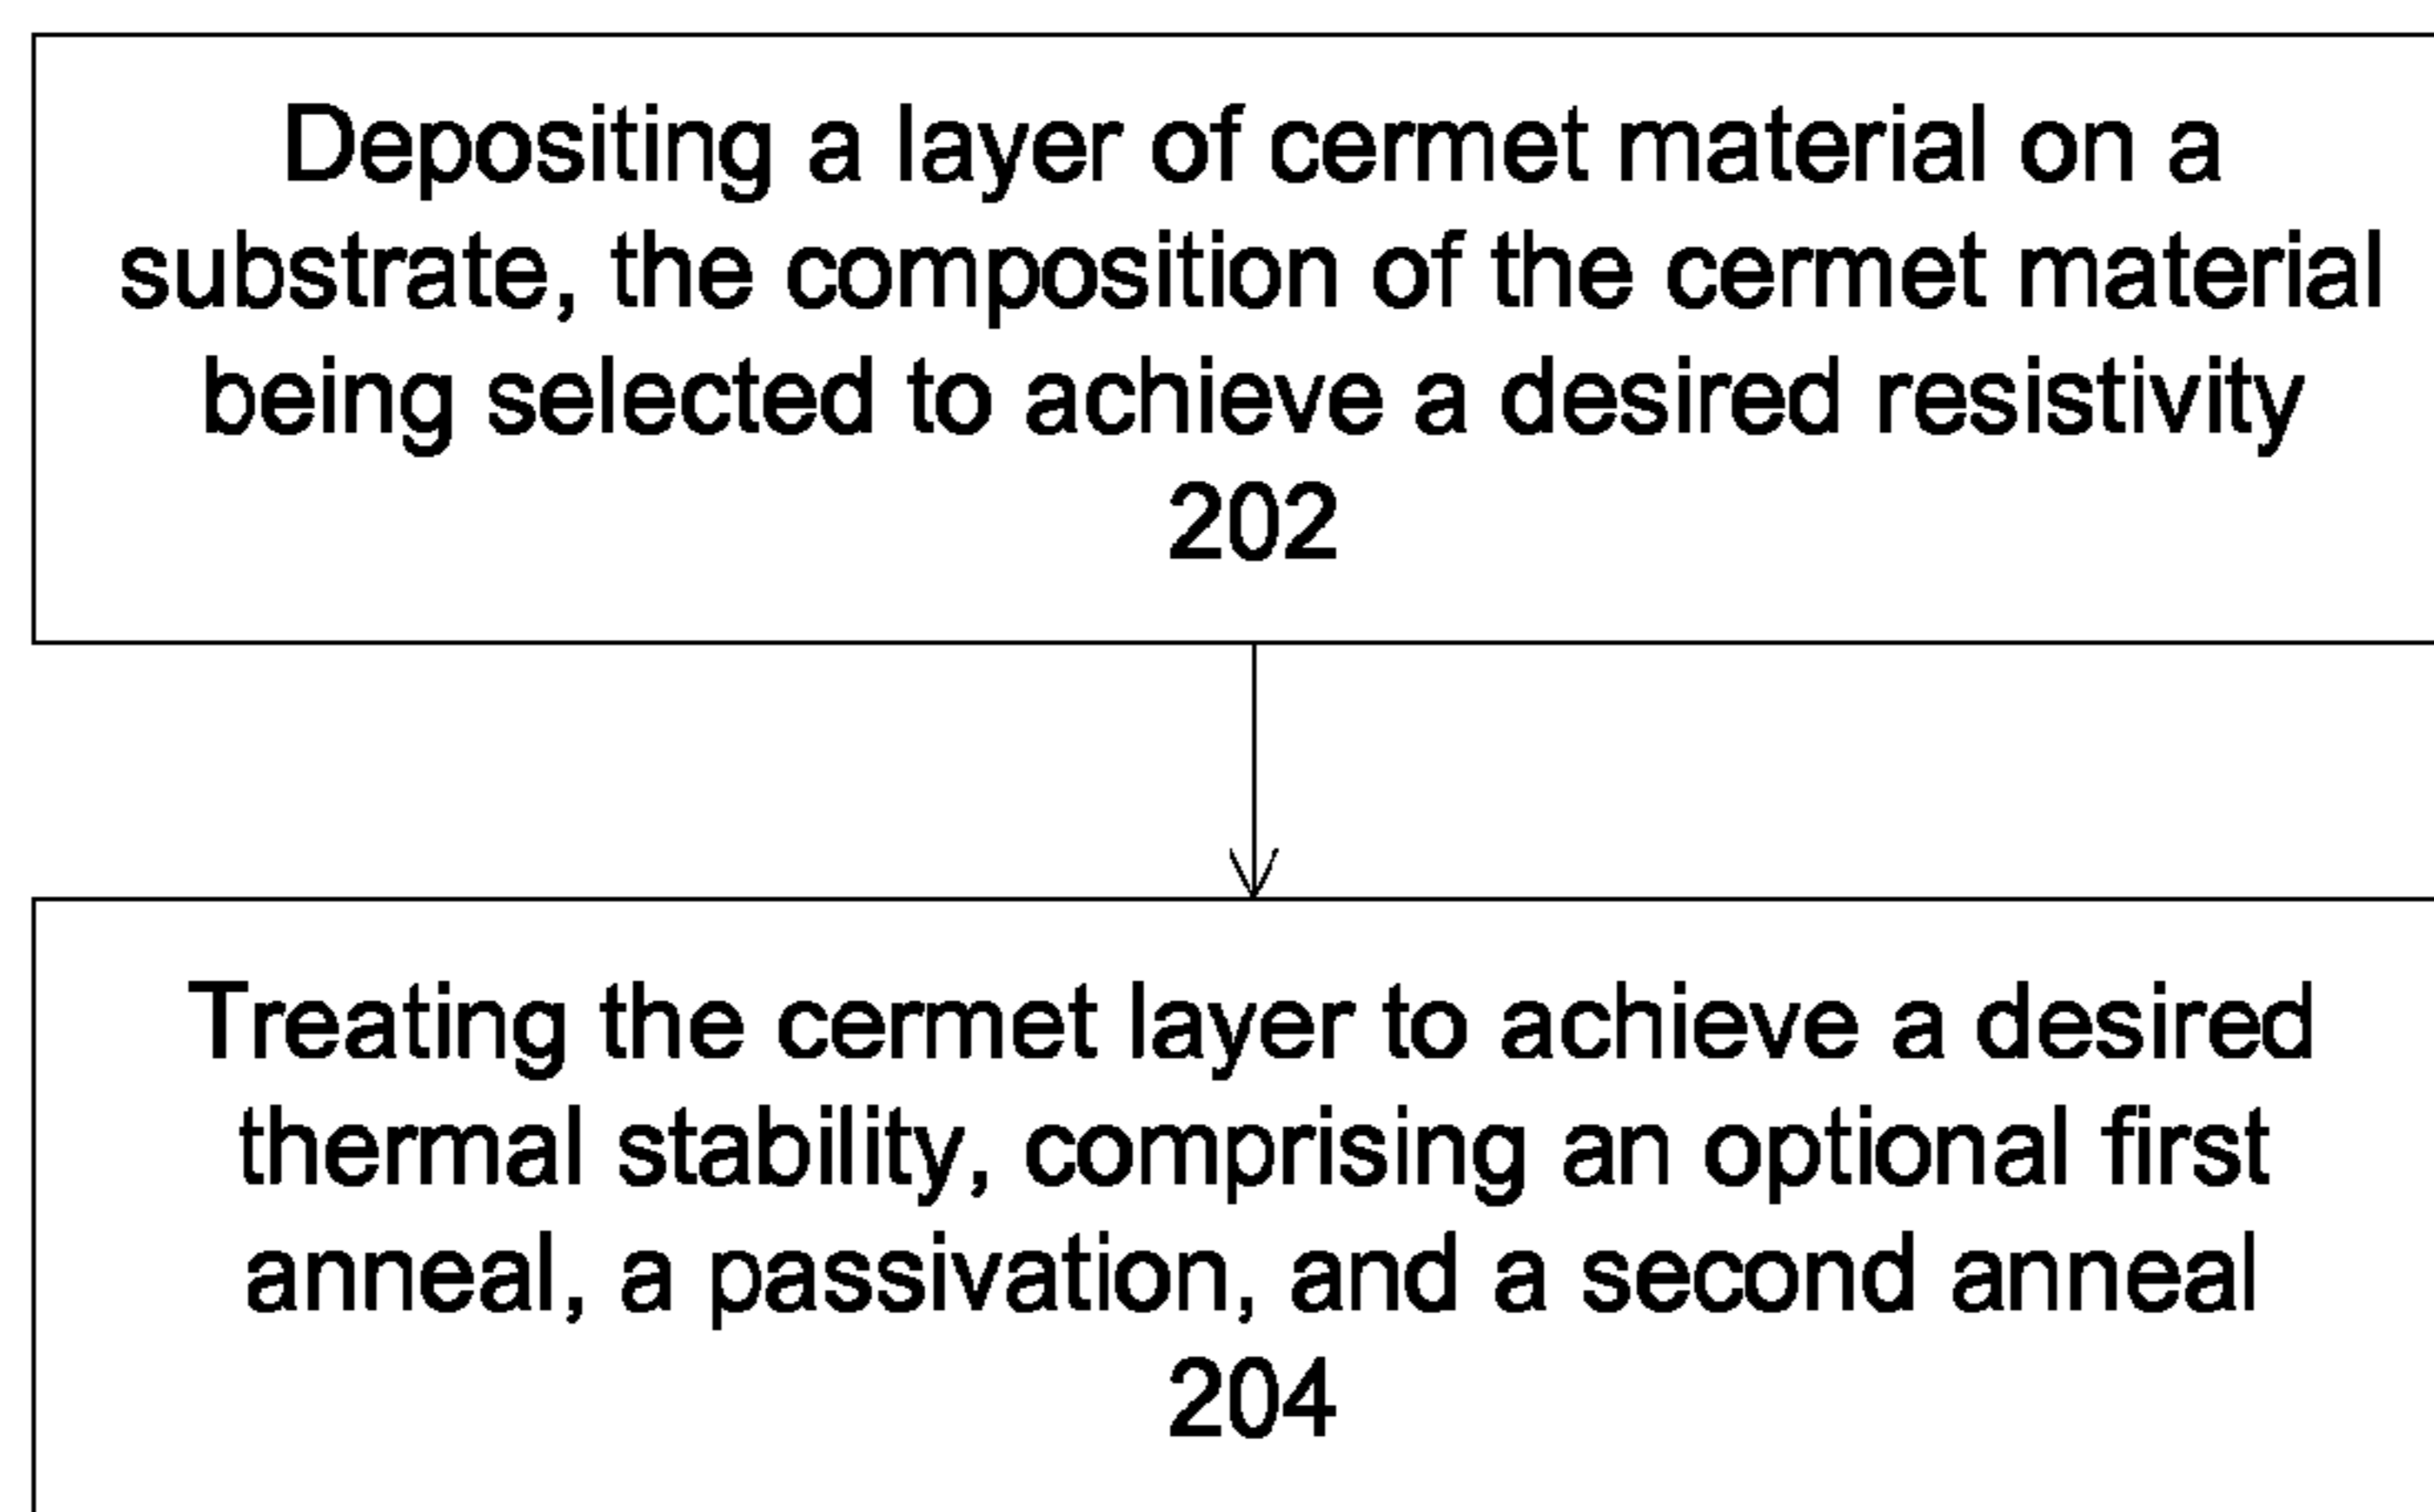 Depositing a layer of cermet material on a
substrate, the composition of the cermet material
being selected to achieve a desired resistivity
202
Treating the cermet layer to achieve a desired
thermal stability, comprising an optional first
anneal, a passivation, and a second anneal
204